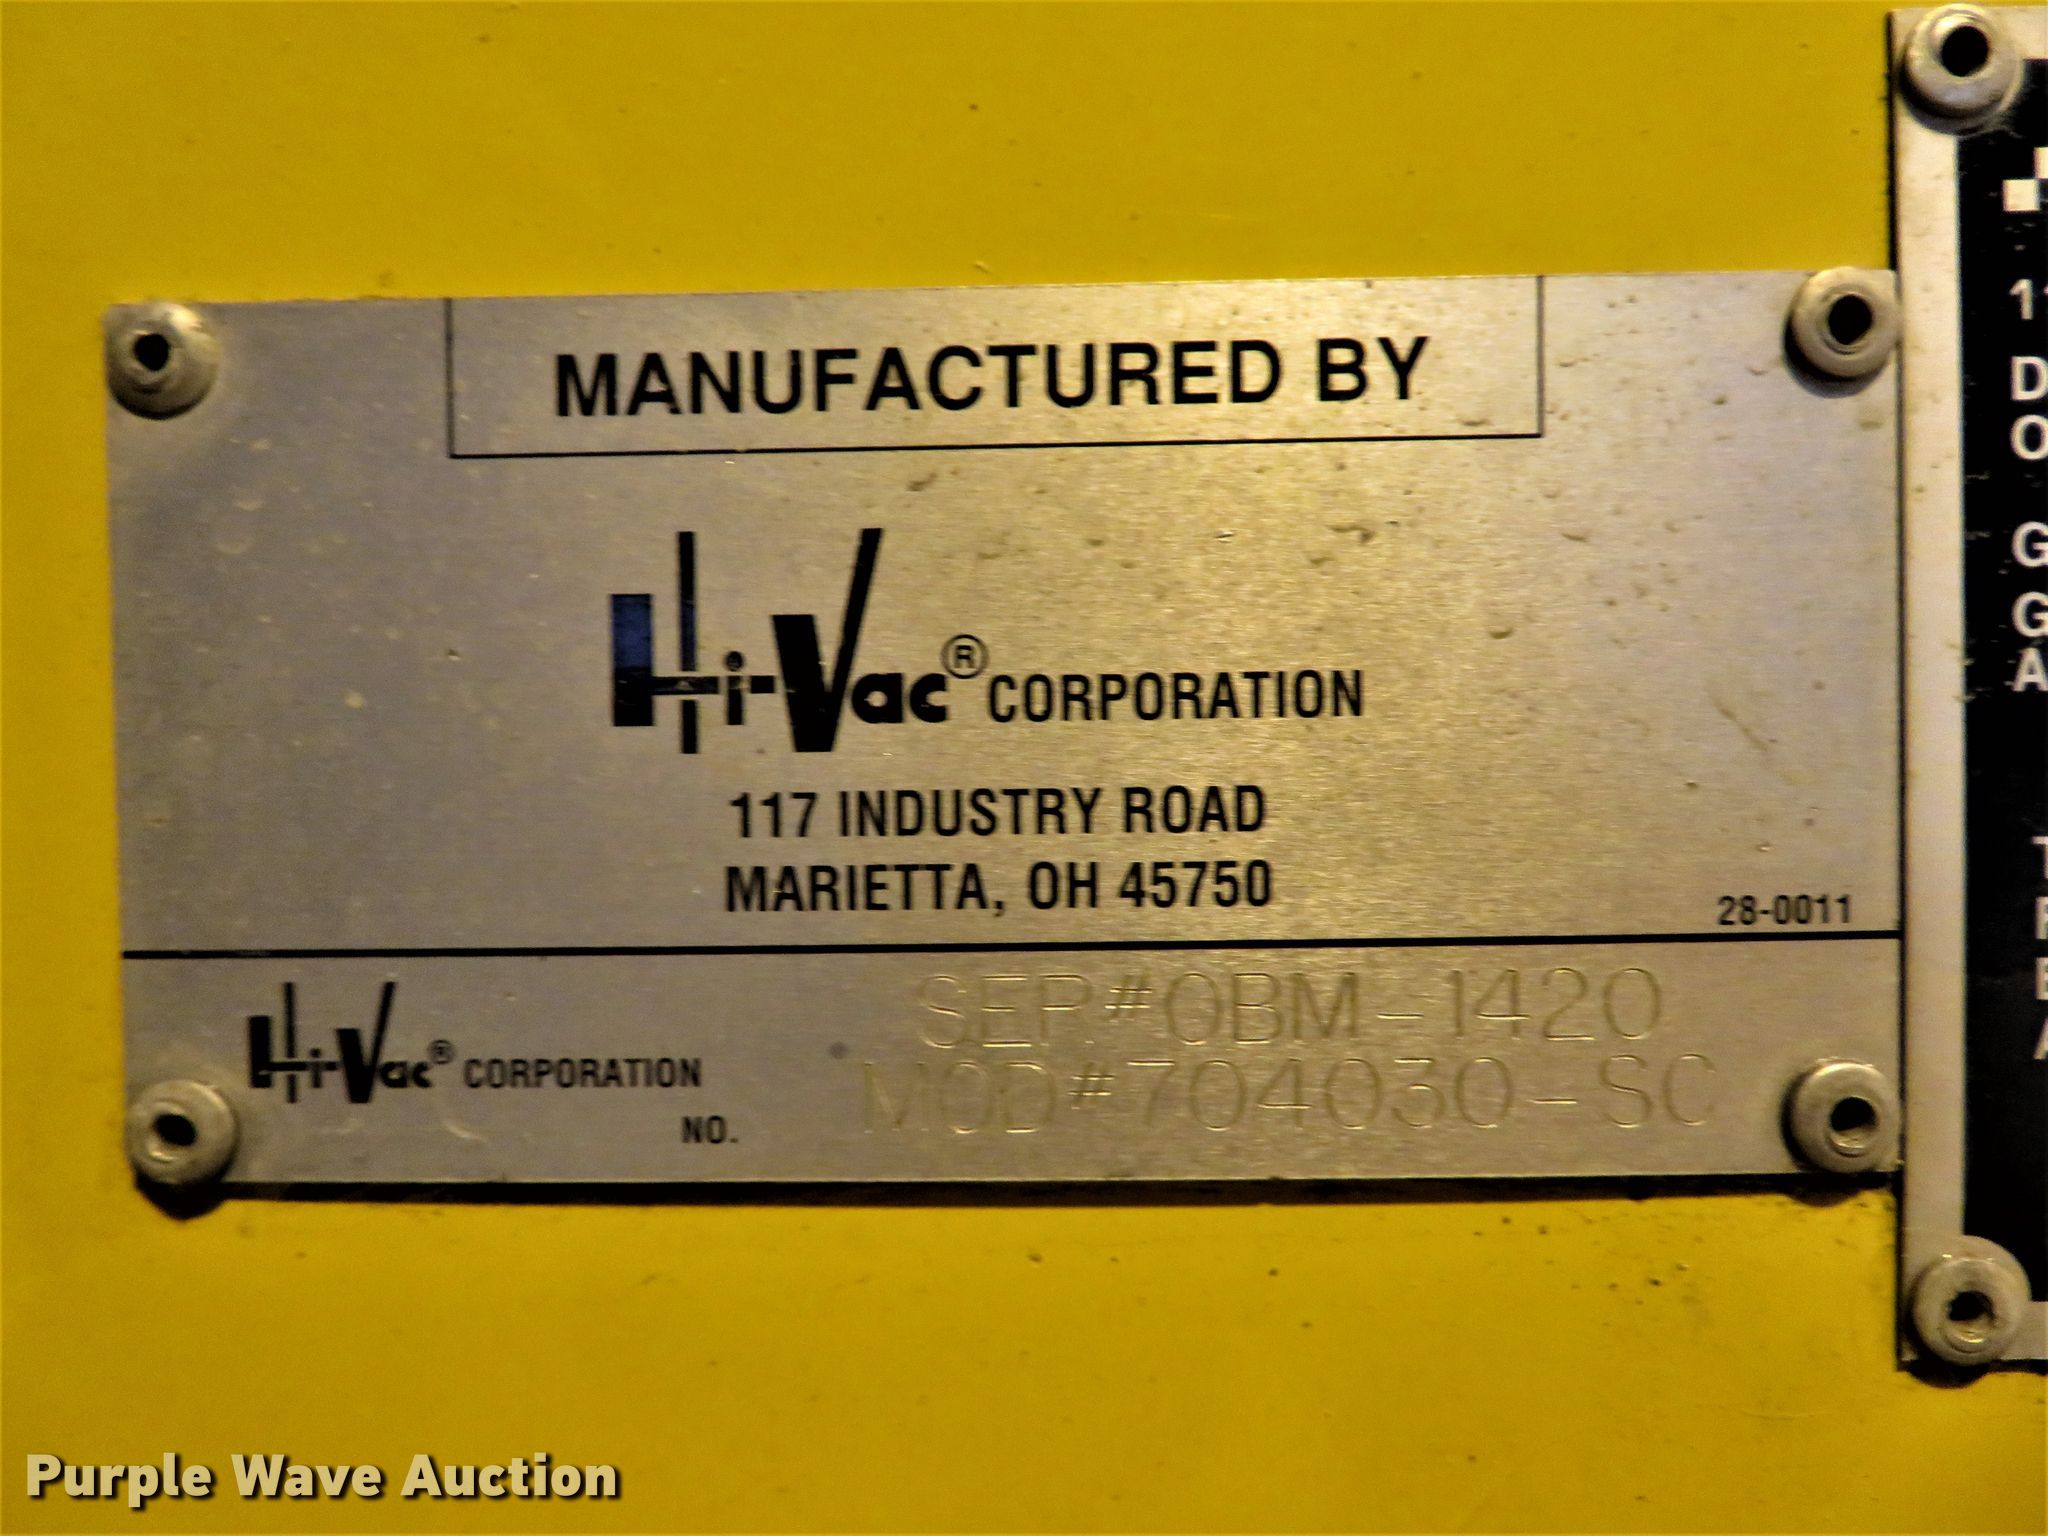 MANUFACTURED BY
Hi-Vac® CORPORATION
117 INDUSTRY ROAD
MARIETTA, OH 45750
28-0011
Hi-Vac® CORPORATION
NO.
SER#OBM-1420
MOD#704030-SC
Purple Wave Auction